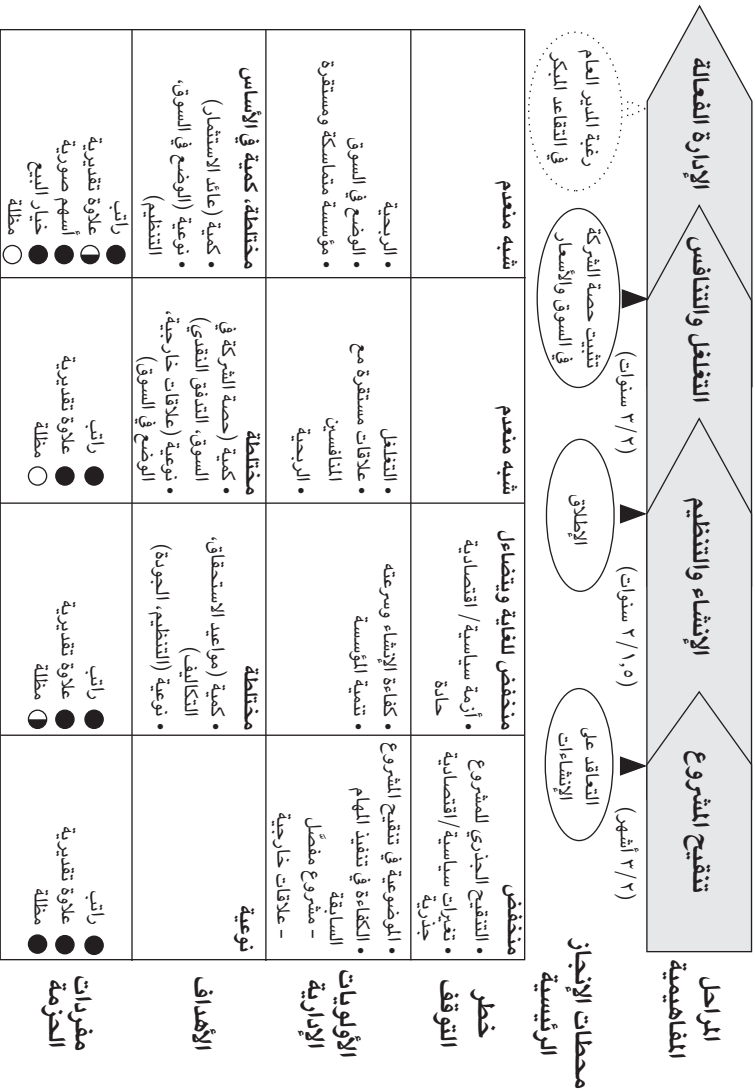 المراحل
المفاهيمية
تنقيح المشروع
الإنشاء والتنظيم
التغلغل والتنافس
الإدارة الفعالة
محطات الإنجاز
الرئيسية
(٣/٢ أشهر)
التعاقد على
الإنشاءات
(٢/١,٥ سنوات)
الإطلاق
(٣/٢ سنوات)
تثبيت حصة الشركة
في السوق والأسعار
رغبة المدير العام
في التقاعد المبكر
خطر
التوقف
منخفض
• التنقيح الجذري للمشروع
• تغيرات سياسية/اقتصادية
جذرية
منخفض للغاية ويتضاءل
• أزمة سياسية/ اقتصادية
حادة
شبه منعدم
شبه منعدم
الأولويات
الإدارية
• الموضوعية في تنقيح المشروع
• الكفاءة في تنفيذ المهام
السابقة
- مشروع مفصَّل
- علاقات خارجية
• كفاءة الإنشاء وسرعته
• تنمية المؤسسة
• التغلغل
• علاقات مستقرة مع
المنافسين
• الربحية
• الربحية
• الوضع في السوق
• مؤسسة متماسكة ومستقرة
الأهداف
نوعية
مختلطة
• كمية (مواعيد الاستحقاق،
التكاليف)
• نوعية (التنظيم، الجودة)
مختلطة
• كمية (حصة الشركة في
السوق، التدفق النقدي)
• نوعية (علاقات خارجية،
الوضع في السوق)
مختلطة، كمية في الأساس
• كمية (عائد الاستثمار)
• نوعية (الوضع في السوق،
التنظيم)
مفردات
الحزمة
راتب
علاوة تقديرية
مظلة
راتب
علاوة تقديرية
مظلة
راتب
علاوة تقديرية
مظلة
راتب
علاوة تقديرية
أسهم صورية
خيار البيع
مظلة